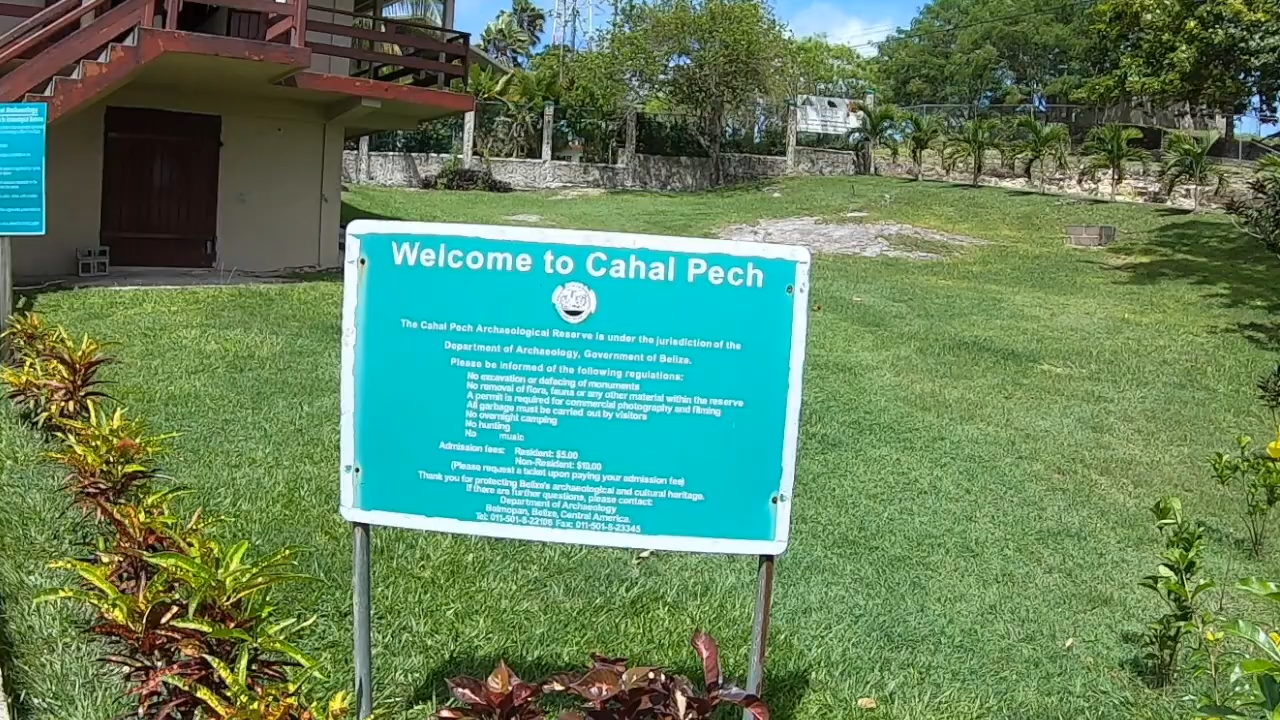 Welcome to Cahal Pech
The Cahal Pech Archaeological Reserve is under the jurisdiction of the
Department of Archaeology, Government of Belize.
Please be informed of the following regulations:
No excavation or defacing of monuments
No removal of flora, fauna or any other material within the reserve
A permit is required for commercial photography and filming
All garbage must be carried out by visitors
No overnight camping
No hunting
No music
Admission fees: Resident: $5.00
Non-Resident: $10.00
(Please request a ticket upon paying your admission fee)
Thank you for protecting Belize's archaeological and cultural heritage.
If there are further questions, please contact:
Department of Archaeology
Belmopan, Belize, Central America.
Tel: 011-501-8-22106 Fax: 011-501-8-23345